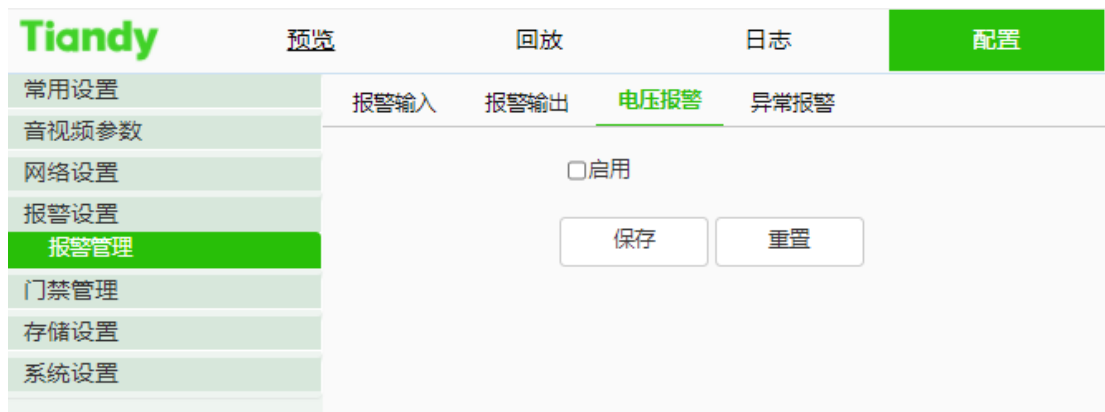 Tiandy 预览 回放 日志 配置
常用设置
报警输入 报警输出 电压报警 异常报警
音视频参数
网络设置
启用
报警设置
报警管理
保存 重置
门禁管理
存储设置
系统设置